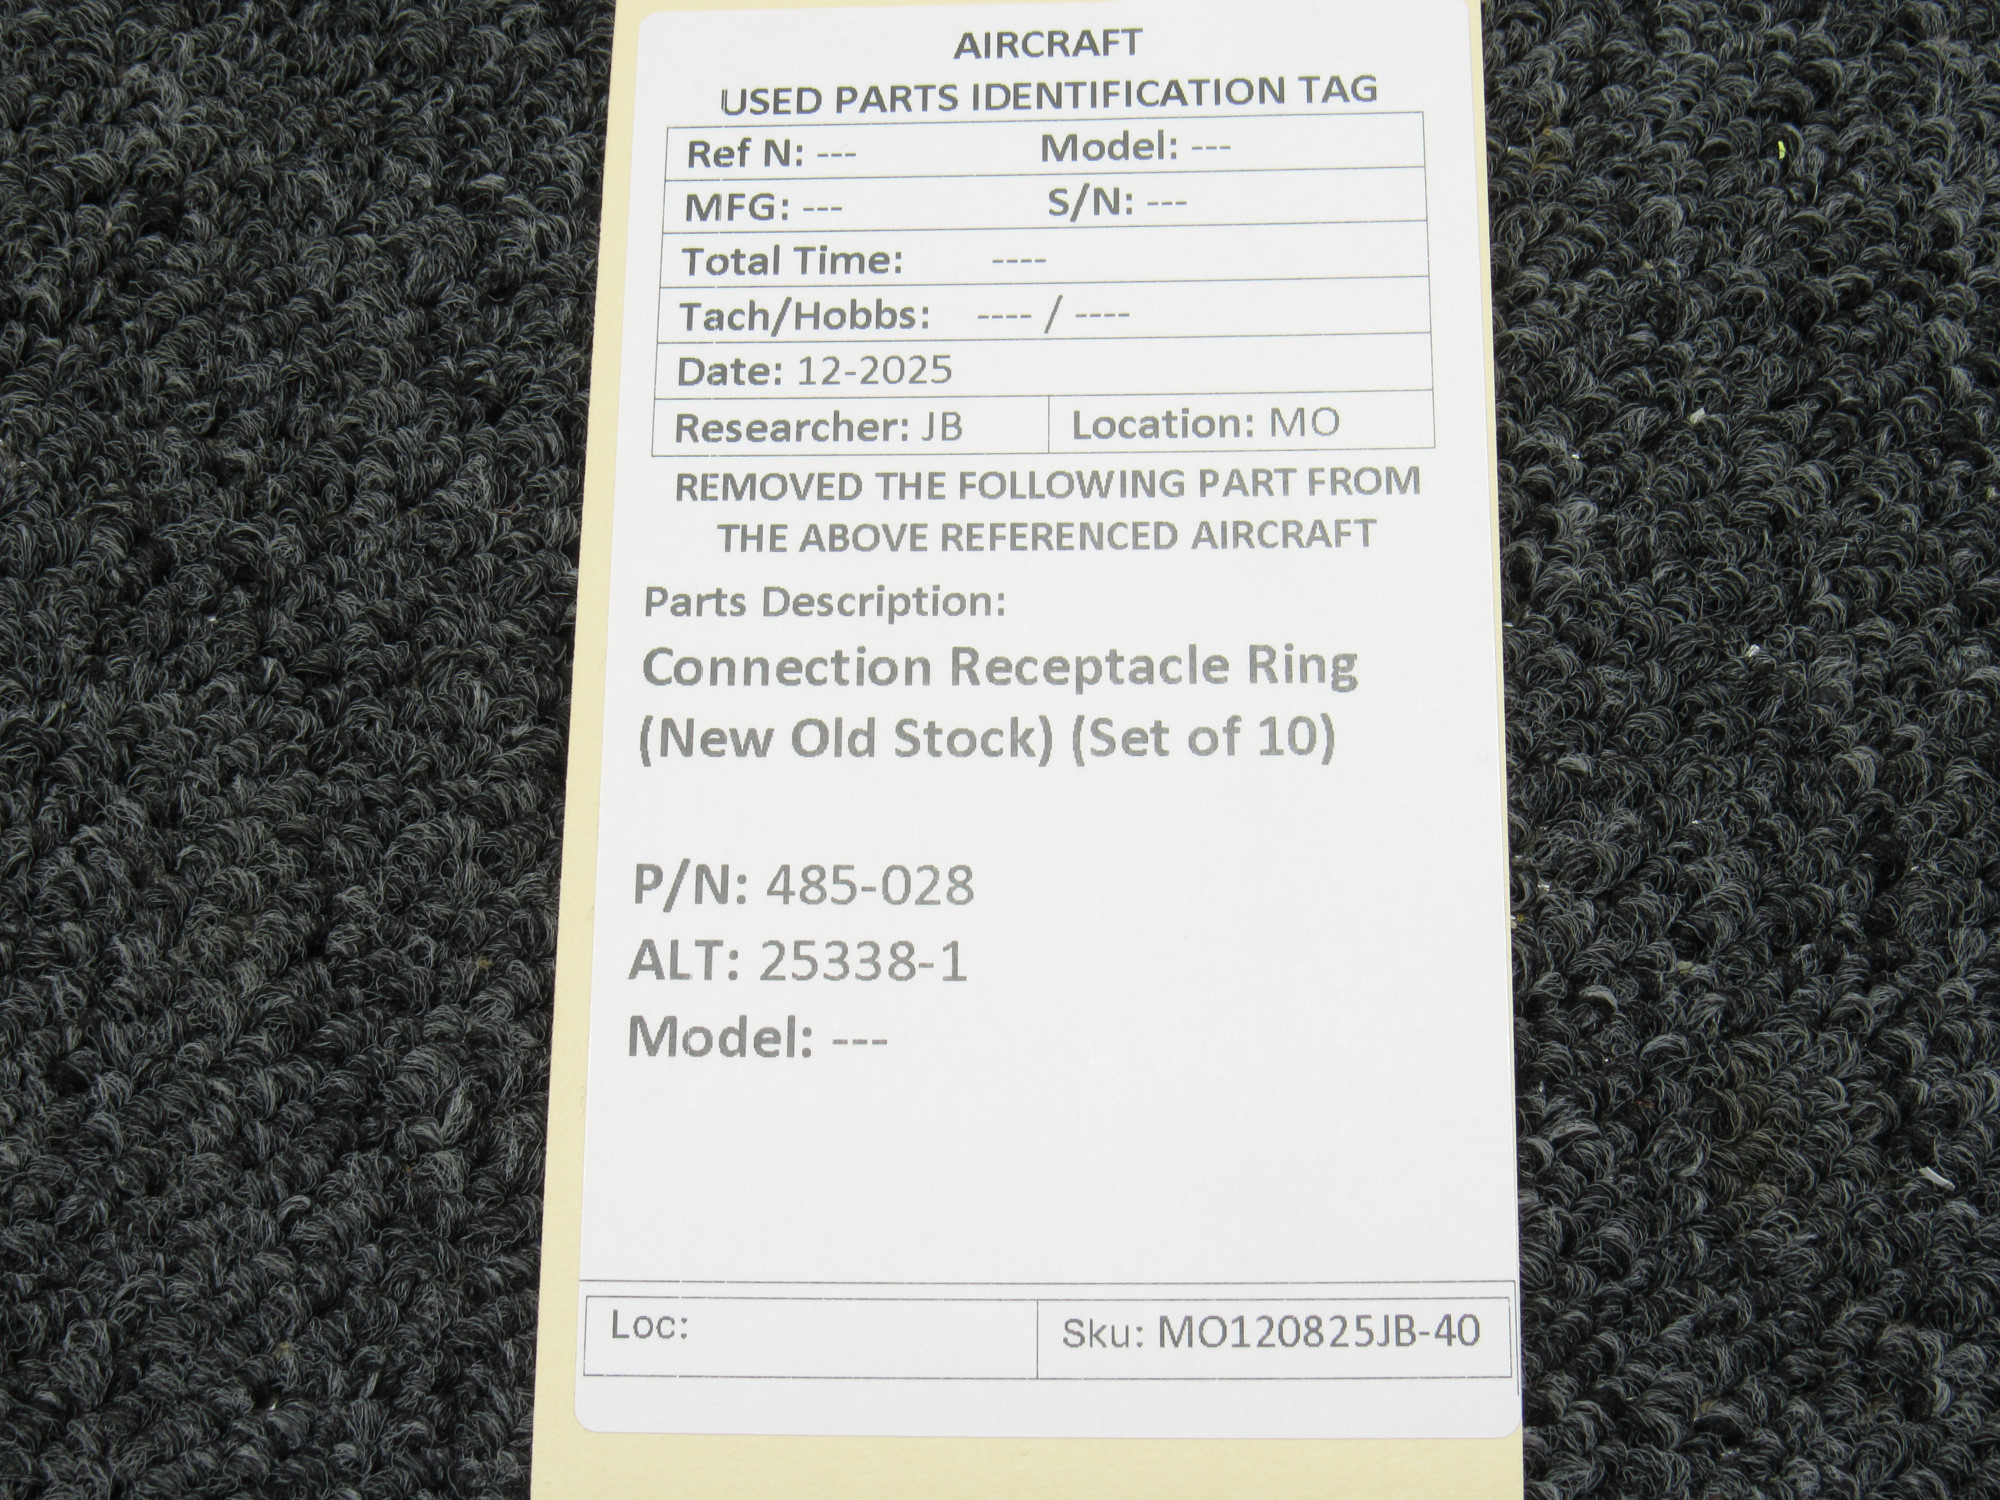 AIRCRAFT
USED PARTS IDENTIFICATION TAG
Ref N: --- Model: ---
MFG: --- S/N: ---
Total Time: ----
Tach/Hobbs: ---- / ----
Date: 12-2025
Researcher: JB Location: MO
REMOVED THE FOLLOWING PART FROM
THE ABOVE REFERENCED AIRCRAFT
Parts Description:
Connection Receptacle Ring
(New Old Stock) (Set of 10)
P/N: 485-028
ALT: 25338-1
Model: ---
Loc: Sku: MO120825JB-40